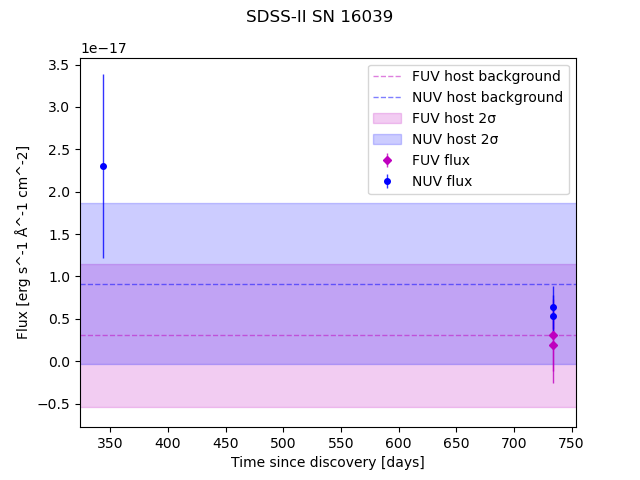 SDSS-II SN 16039
1e−17
3.5
3.0
2.5
2.0
1.5
1.0
0.5
0.0
−0.5
Flux [erg s^-1 Å^-1 cm^-2]
FUV host background
NUV host background
FUV host 2σ
NUV host 2σ
FUV flux
NUV flux
350 400 450 500 550 600 650 700 750
Time since discovery [days]